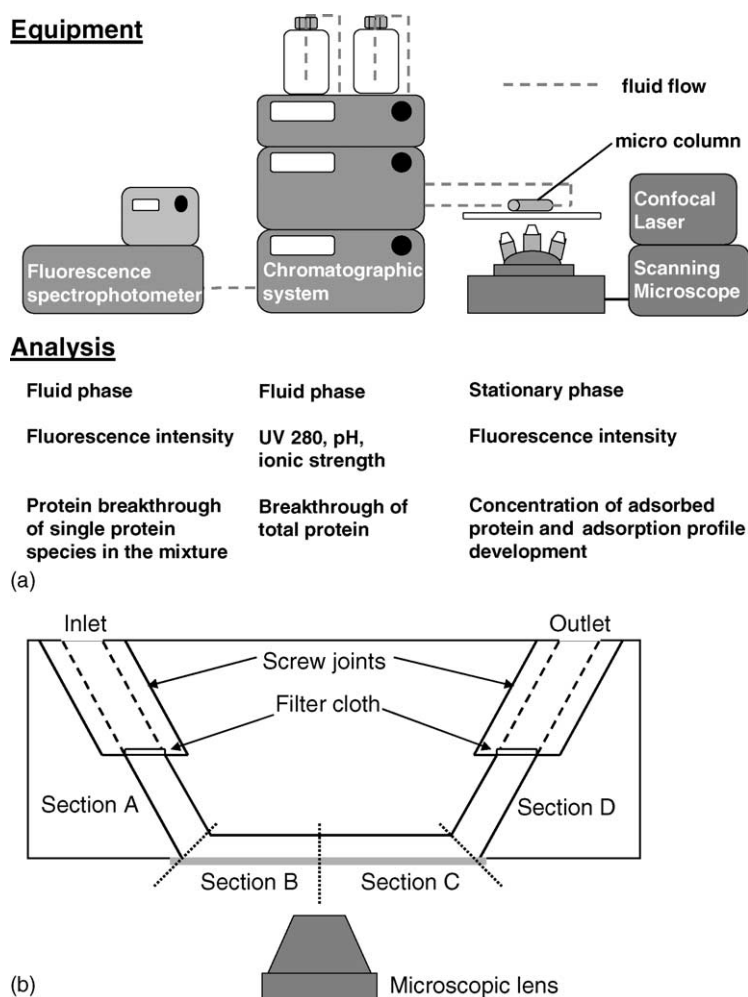 Equipment
fluid flow
micro column
Confocal
Laser
Scanning
Microscope
Fluorescence
spectrophotometer
Chromatographic
system
Analysis
Fluid phase
Fluorescence intensity
Protein breakthrough
of single protein
species in the mixture
Fluid phase
UV 280, pH,
ionic strength
Breakthrough of
total protein
Stationary phase
Fluorescence intensity
Concentration of adsorbed
protein and adsorption profile
development
(a)
Inlet
Outlet
Screw joints
Filter cloth
Section A
Section D
Section B
Section C
Microscopic lens
(b)